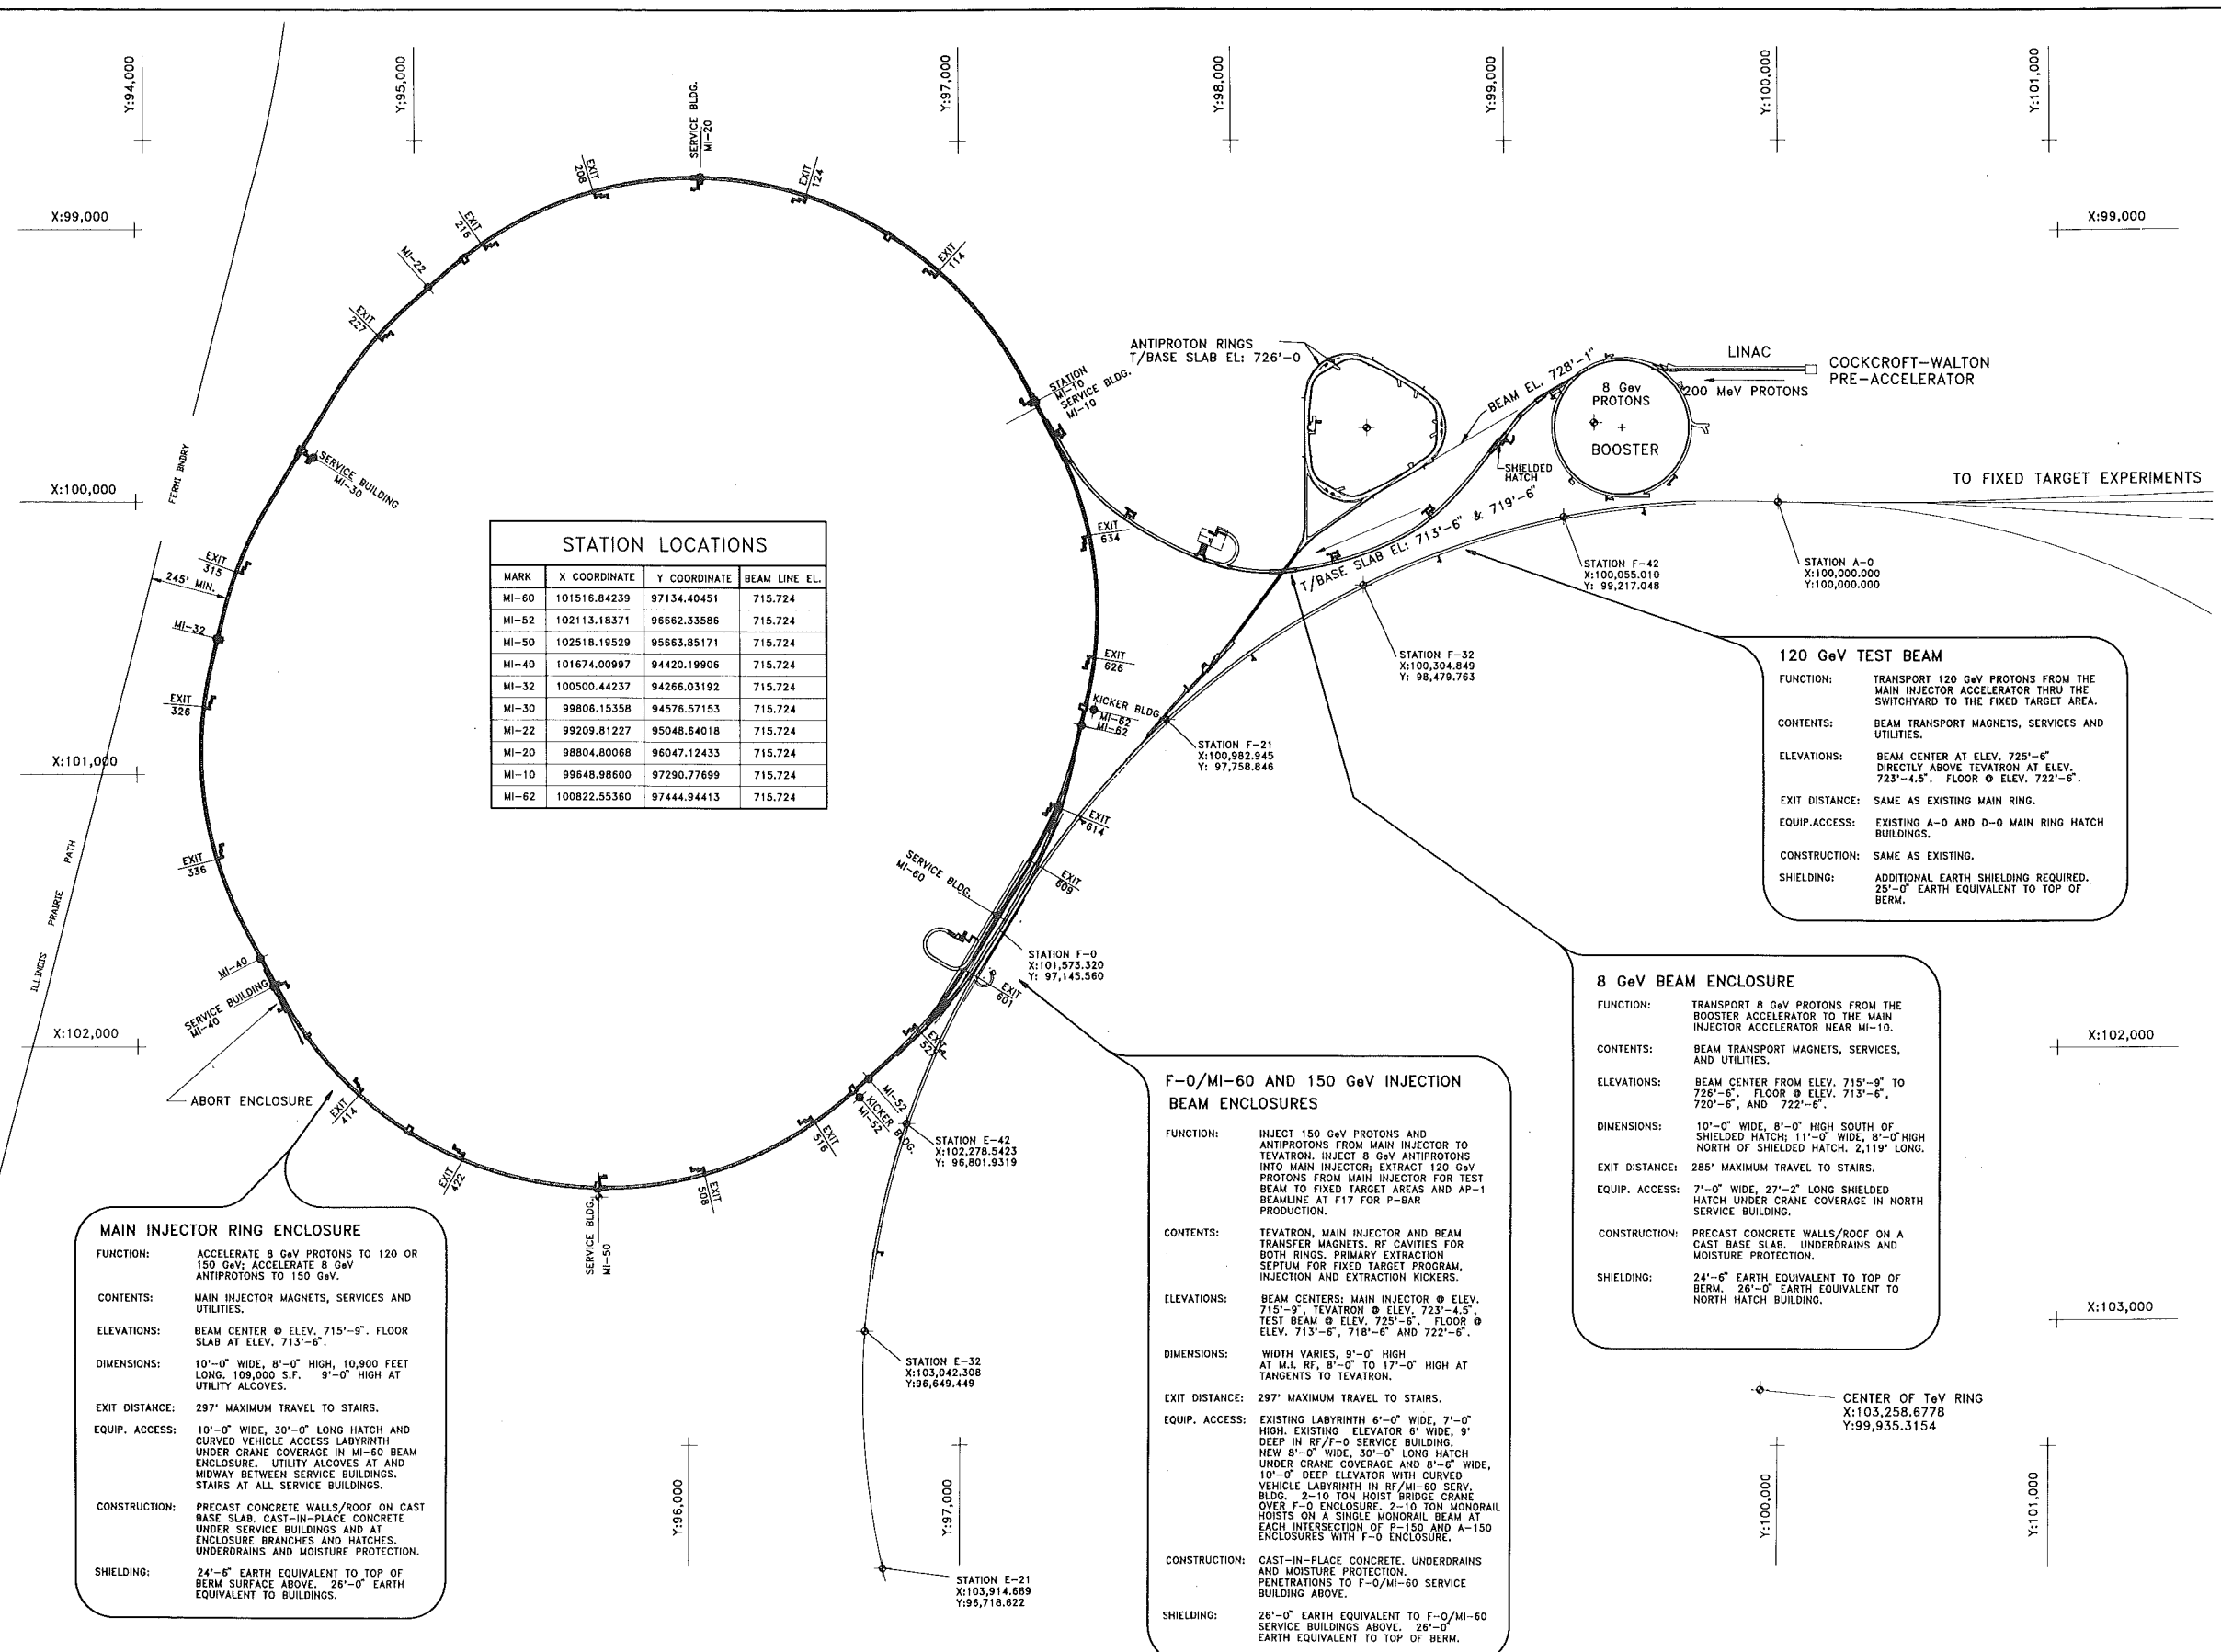 Y:94,000
Y:95,000
Y:97,000
Y:98,000
Y:99,000
Y:100,000
Y:101,000
SERVICE BLDG.
MI-20
EXIT
208
EXIT
124
X:99,000
X:99,000
EXIT
216
EXIT
114
MI-22
EXIT
227
ANTIPROTON RINGS
T/BASE SLAB EL: 726'-0
STATION
MI-10
SERVICE BLDG.
MI-10
BEAM EL. 728'-1"
8 Gev
PROTONS
BOOSTER
LINAC
200 MeV PROTONS
COCKCROFT-WALTON
PRE-ACCELERATOR
SHIELDED
HATCH
FERMI BNDRY
SERVICE BUILDING
MI-30
X:100,000
TO FIXED TARGET EXPERIMENTS
T/BASE SLAB EL: 713'-6" & 719'-6"
EXIT
634
EXIT
315
245' MIN.
MI-32
STATION F-42
X:100,055.010
Y: 99,217.048
STATION A-0
X:100,000.000
Y:100,000.000
STATION LOCATIONS
MARK X COORDINATE Y COORDINATE BEAM LINE EL.
MI-60 101516.84239 97134.40451 715.724
MI-52 102113.18371 96662.33586 715.724
MI-50 102518.19529 95663.85171 715.724
MI-40 101674.00997 94420.19906 715.724
MI-32 100500.44237 94266.03192 715.724
MI-30 99806.15358 94576.57153 715.724
MI-22 99209.81227 95048.64018 715.724
MI-20 98804.80068 96047.12433 715.724
MI-10 99648.98600 97290.77699 715.724
MI-62 100822.55360 97444.94413 715.724
STATION F-32
X:100,304.849
Y: 98,479.763
EXIT
626
EXIT
326
KICKER BLDG.
MI-62
MI-62
STATION F-21
X:100,982.945
Y: 97,758.846
X:101,000
EXIT
614
EXIT
336
SERVICE BLDG.
MI-60
EXIT
609
ILLINOIS PRAIRIE PATH
STATION F-0
X:101,573.320
Y: 97,145.560
EXIT
601
MI-40
SERVICE BUILDING
MI-40
X:102,000
X:102,000
ABORT ENCLOSURE
EXIT
414
MI-52
KICKER BLDG.
MI-52
EXIT
516
STATION E-42
X:102,278.5423
Y: 96,801.9319
EXIT
422
EXIT
508
SERVICE BLDG.
MI-50
120 GeV TEST BEAM
FUNCTION: TRANSPORT 120 GeV PROTONS FROM THE
MAIN INJECTOR ACCELERATOR THRU THE
SWITCHYARD TO THE FIXED TARGET AREA.
CONTENTS: BEAM TRANSPORT MAGNETS, SERVICES AND
UTILITIES.
ELEVATIONS: BEAM CENTER AT ELEV. 725'-6"
DIRECTLY ABOVE TEVATRON AT ELEV.
723'-4.5". FLOOR @ ELEV. 722'-6".
EXIT DISTANCE: SAME AS EXISTING MAIN RING.
EQUIP.ACCESS: EXISTING A-0 AND D-0 MAIN RING HATCH
BUILDINGS.
CONSTRUCTION: SAME AS EXISTING.
SHIELDING: ADDITIONAL EARTH SHIELDING REQUIRED.
25'-0" EARTH EQUIVALENT TO TOP OF
BERM.
8 GeV BEAM ENCLOSURE
FUNCTION: TRANSPORT 8 GeV PROTONS FROM THE
BOOSTER ACCELERATOR TO THE MAIN
INJECTOR ACCELERATOR NEAR MI-10.
CONTENTS: BEAM TRANSPORT MAGNETS, SERVICES,
AND UTILITIES.
ELEVATIONS: BEAM CENTER FROM ELEV. 715'-9" TO
726'-6". FLOOR @ ELEV. 713'-6",
720'-6", AND 722'-6".
DIMENSIONS: 10'-0" WIDE, 8'-0" HIGH SOUTH OF
SHIELDED HATCH; 11'-0" WIDE, 8'-0" HIGH
NORTH OF SHIELDED HATCH. 2,119' LONG.
EXIT DISTANCE: 285' MAXIMUM TRAVEL TO STAIRS.
EQUIP. ACCESS: 7'-0" WIDE, 27'-2" LONG SHIELDED
HATCH UNDER CRANE COVERAGE IN NORTH
SERVICE BUILDING.
CONSTRUCTION: PRECAST CONCRETE WALLS/ROOF ON A
CAST BASE SLAB. UNDERDRAINS AND
MOISTURE PROTECTION.
SHIELDING: 24'-6" EARTH EQUIVALENT TO TOP OF
BERM. 26'-0" EARTH EQUIVALENT TO
NORTH HATCH BUILDING.
F-0/MI-60 AND 150 GeV INJECTION
BEAM ENCLOSURES
FUNCTION: INJECT 150 GeV PROTONS AND
ANTIPROTONS FROM MAIN INJECTOR TO
TEVATRON. INJECT 8 GeV ANTIPROTONS
INTO MAIN INJECTOR; EXTRACT 120 GeV
PROTONS FROM MAIN INJECTOR FOR TEST
BEAM TO FIXED TARGET AREAS AND AP-1
BEAMLINE AT F17 FOR P-BAR
PRODUCTION.
CONTENTS: TEVATRON, MAIN INJECTOR AND BEAM
TRANSFER MAGNETS. RF CAVITIES FOR
BOTH RINGS. PRIMARY EXTRACTION
SEPTUM FOR FIXED TARGET PROGRAM,
INJECTION AND EXTRACTION KICKERS.
ELEVATIONS: BEAM CENTERS: MAIN INJECTOR @ ELEV.
715'-9", TEVATRON @ ELEV. 723'-4.5",
TEST BEAM @ ELEV. 725'-6". FLOOR @
ELEV. 713'-6", 718'-6" AND 722'-6".
DIMENSIONS: WIDTH VARIES, 9'-0" HIGH
AT M.I. RF, 8'-0" TO 17'-0" HIGH AT
TANGENTS TO TEVATRON.
EXIT DISTANCE: 297' MAXIMUM TRAVEL TO STAIRS.
EQUIP. ACCESS: EXISTING LABYRINTH 6'-0" WIDE, 7'-0"
HIGH. EXISTING ELEVATOR 6' WIDE, 9'
DEEP IN RF/F-0 SERVICE BUILDING.
NEW 8'-0" WIDE, 30'-0" LONG HATCH
UNDER CRANE COVERAGE AND 8'-6" WIDE,
10'-0" DEEP ELEVATOR WITH CURVED
VEHICLE LABYRINTH IN RF/MI-60 SERV.
BLDG. 2-10 TON HOIST BRIDGE CRANE
OVER F-0 ENCLOSURE. 2-10 TON MONORAIL
HOISTS ON A SINGLE MONORAIL BEAM AT
EACH INTERSECTION OF P-150 AND A-150
ENCLOSURES WITH F-0 ENCLOSURE.
CONSTRUCTION: CAST-IN-PLACE CONCRETE. UNDERDRAINS
AND MOISTURE PROTECTION.
PENETRATIONS TO F-0/MI-60 SERVICE
BUILDING ABOVE.
SHIELDING: 26'-0" EARTH EQUIVALENT TO F-0/MI-60
SERVICE BUILDINGS ABOVE. 26'-0"
EARTH EQUIVALENT TO TOP OF BERM.
MAIN INJECTOR RING ENCLOSURE
FUNCTION: ACCELERATE 8 GeV PROTONS TO 120 OR
150 GeV; ACCELERATE 8 GeV
ANTIPROTONS TO 150 GeV.
CONTENTS: MAIN INJECTOR MAGNETS, SERVICES AND
UTILITIES.
ELEVATIONS: BEAM CENTER @ ELEV. 715'-9". FLOOR
SLAB AT ELEV. 713'-6".
DIMENSIONS: 10'-0" WIDE, 8'-0" HIGH, 10,900 FEET
LONG. 109,000 S.F. 9'-0" HIGH AT
UTILITY ALCOVES.
EXIT DISTANCE: 297' MAXIMUM TRAVEL TO STAIRS.
EQUIP. ACCESS: 10'-0" WIDE, 30'-0" LONG HATCH AND
CURVED VEHICLE ACCESS LABYRINTH
UNDER CRANE COVERAGE IN MI-60 BEAM
ENCLOSURE. UTILITY ALCOVES AT AND
MIDWAY BETWEEN SERVICE BUILDINGS.
STAIRS AT ALL SERVICE BUILDINGS.
CONSTRUCTION: PRECAST CONCRETE WALLS/ROOF ON CAST
BASE SLAB. CAST-IN-PLACE CONCRETE
UNDER SERVICE BUILDINGS AND AT
ENCLOSURE BRANCHES AND HATCHES.
UNDERDRAINS AND MOISTURE PROTECTION.
SHIELDING: 24'-6" EARTH EQUIVALENT TO TOP OF
BERM SURFACE ABOVE. 26'-0" EARTH
EQUIVALENT TO BUILDINGS.
X:103,000
STATION E-32
X:103,042.308
Y:96,649.449
CENTER OF TeV RING
X:103,258.6778
Y:99,935.3154
Y:96,000
Y:97,000
Y:100,000
Y:101,000
STATION E-21
X:103,914.689
Y:96,718.622